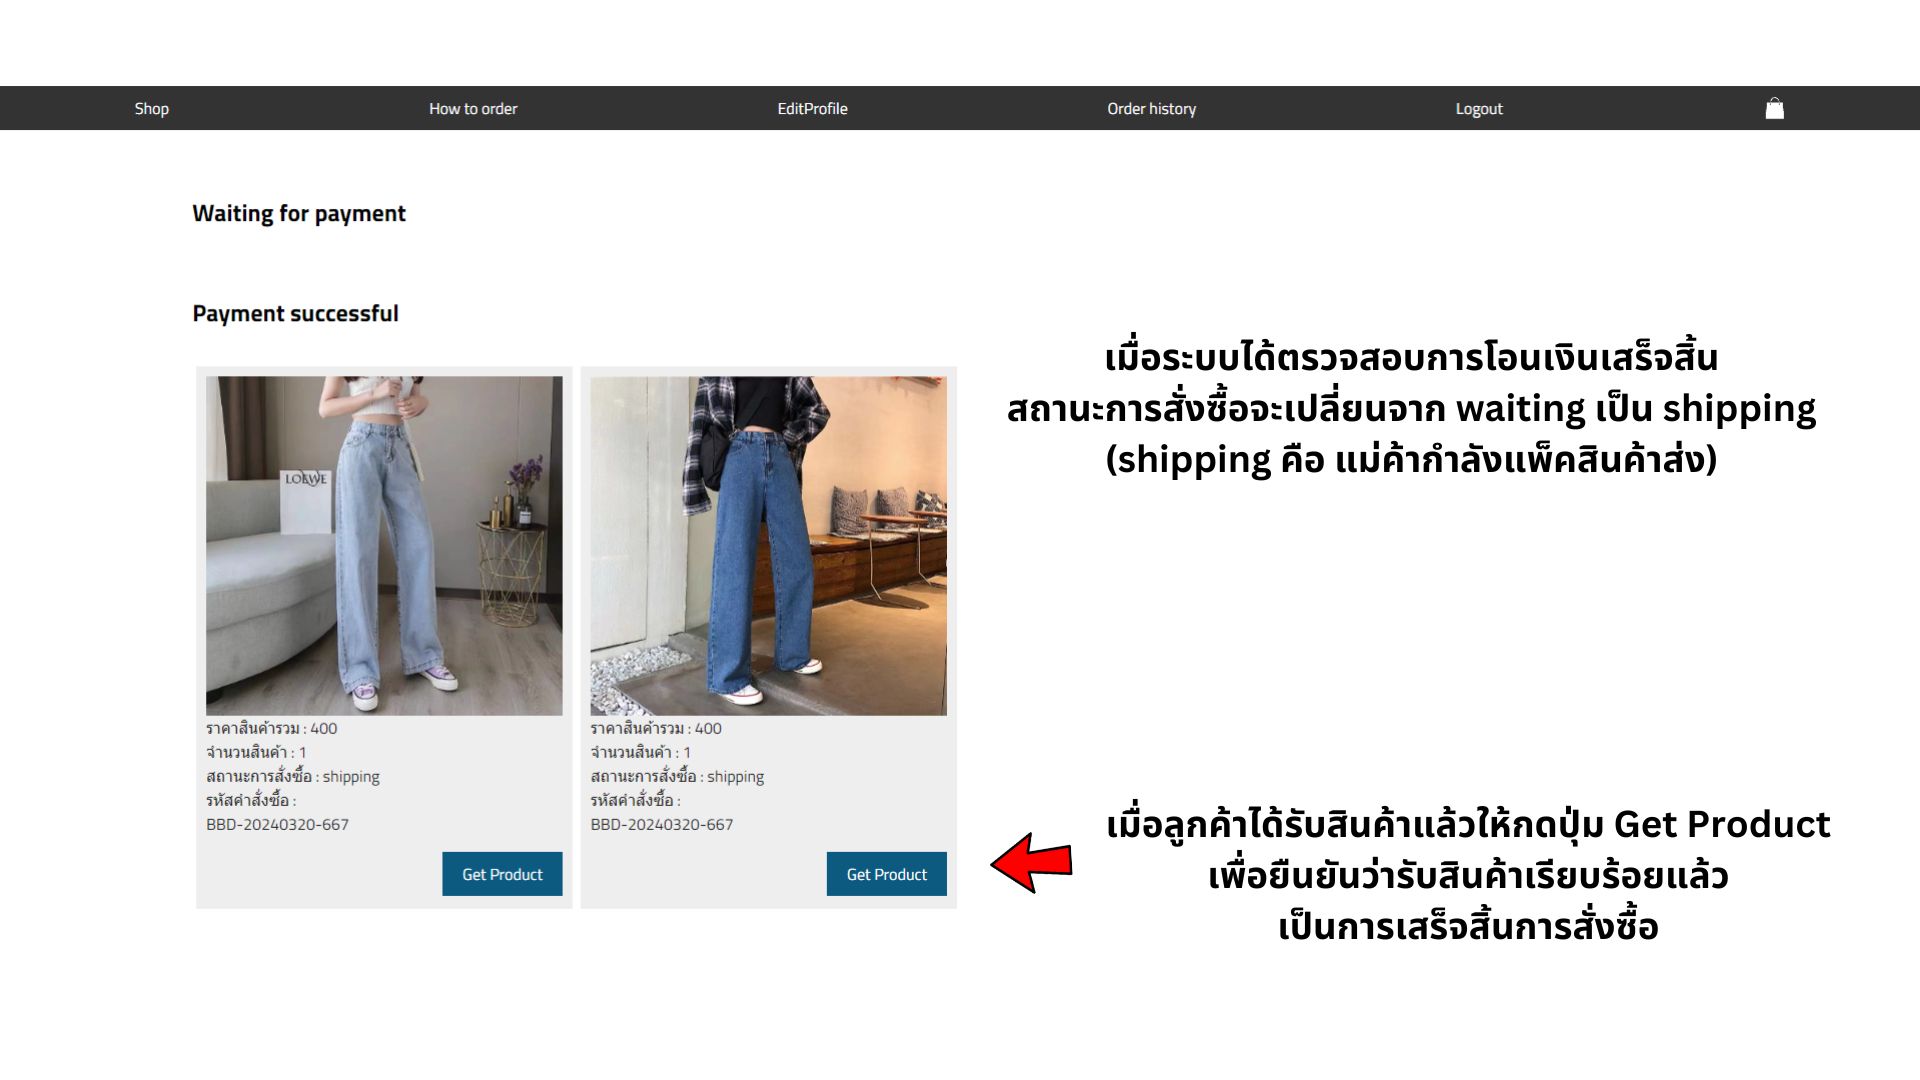 Shop
How to order
EditProfile
Order history
Logout
Waiting for payment
Payment successful
เมื่อระบบได้ตรวจสอบการโอนเงินเสร็จสิ้น
สถานะการสั่งซื้อจะเปลี่ยนจาก waiting เป็น shipping
(shipping คือ แม่ค้ากำลังแพ็คสินค้าส่ง)
LOEWE
ราคาสินค้ารวม : 400
จำนวนสินค้า : 1
สถานะการสั่งซื้อ : shipping
รหัสคำสั่งซื้อ :
BBD-20240320-667
Get Product
ราคาสินค้ารวม : 400
จำนวนสินค้า : 1
สถานะการสั่งซื้อ : shipping
รหัสคำสั่งซื้อ :
BBD-20240320-667
Get Product
เมื่อลูกค้าได้รับสินค้าแล้วให้กดปุ่ม Get Product
เพื่อยืนยันว่ารับสินค้าเรียบร้อยแล้ว
เป็นการเสร็จสิ้นการสั่งซื้อ